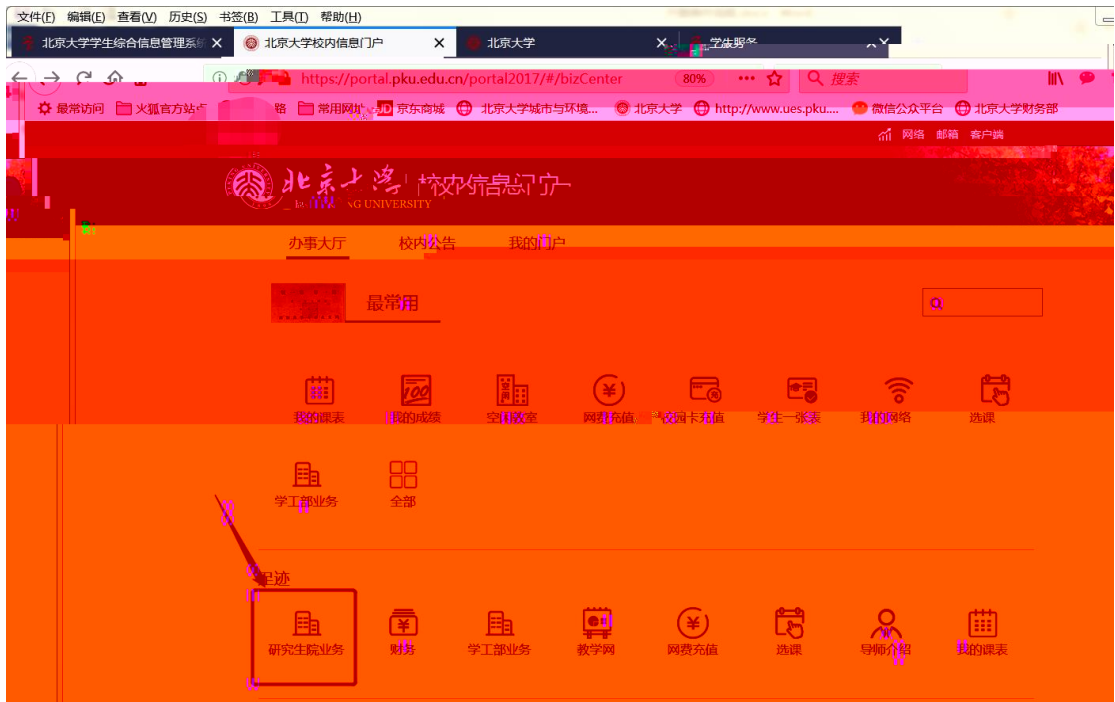 文件(F) 编辑(E) 查看(V) 历史(S) 书签(B) 工具(T) 帮助(H)
北京大学学生综合信息管理系统 北京大学校内信息门户 北京大学
https://portal.pku.edu.cn/portal2017/#/bizCenter 80% 搜索
最常访问 火狐官方站点 常用网址 JD 京东商城 北京大学城市与环境... 北京大学 http://www.ues.pku.... 微信公众平台 北京大学财务部
网络 邮箱 客户端
北京大学 校内信息门户
NG UNIVERSITY
办事大厅 校内公告 我的门户
最常用
我的课表 我的成绩 空闲教室 网费充值 校园卡充值 学生一张表 我的网络 选课
学工部业务 全部
足迹
研究生院业务 财务 学工部业务 教学网 网费充值 选课 导师介绍 我的课表